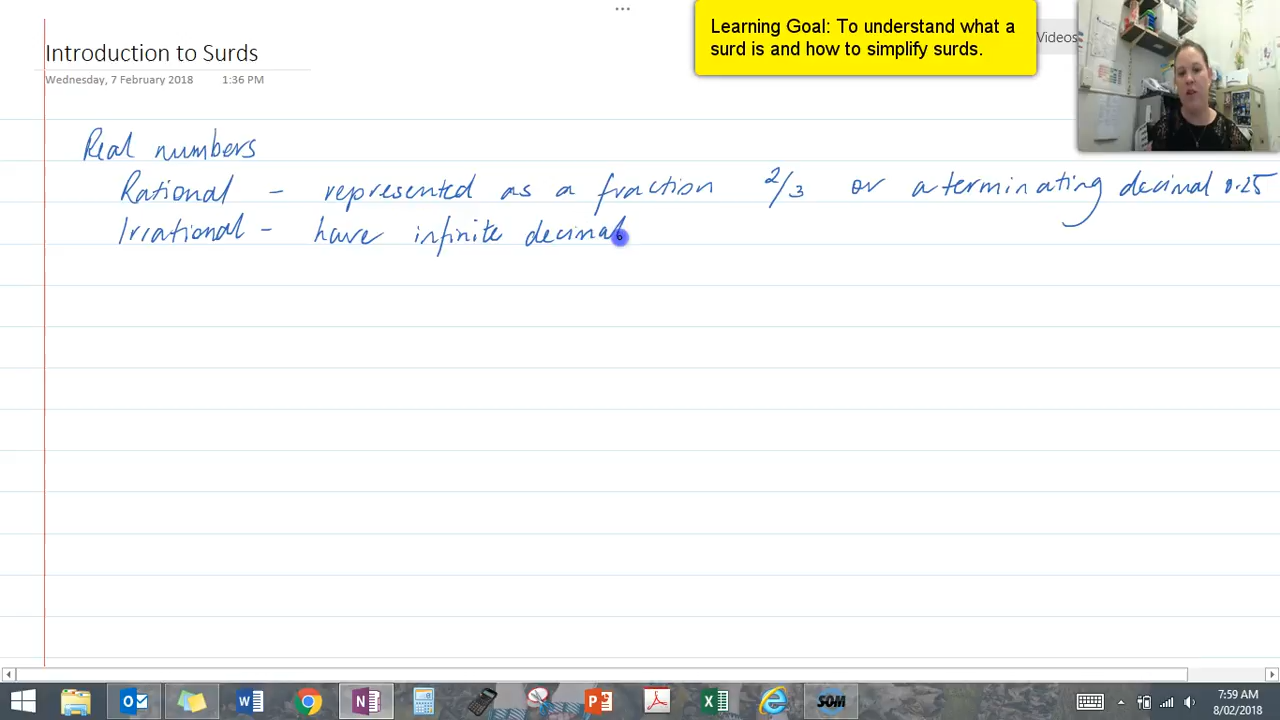 Learning Goal: To understand what a
surd is and how to simplify surds.
Videos
Introduction to Surds
Wednesday, 7 February 2018 1:36 PM
Real numbers
Rational - represented as a fraction 2/3 or a terminating decimal 0.25
Irrational - have infinite decimal
7:59 AM
8/02/2018
SOM